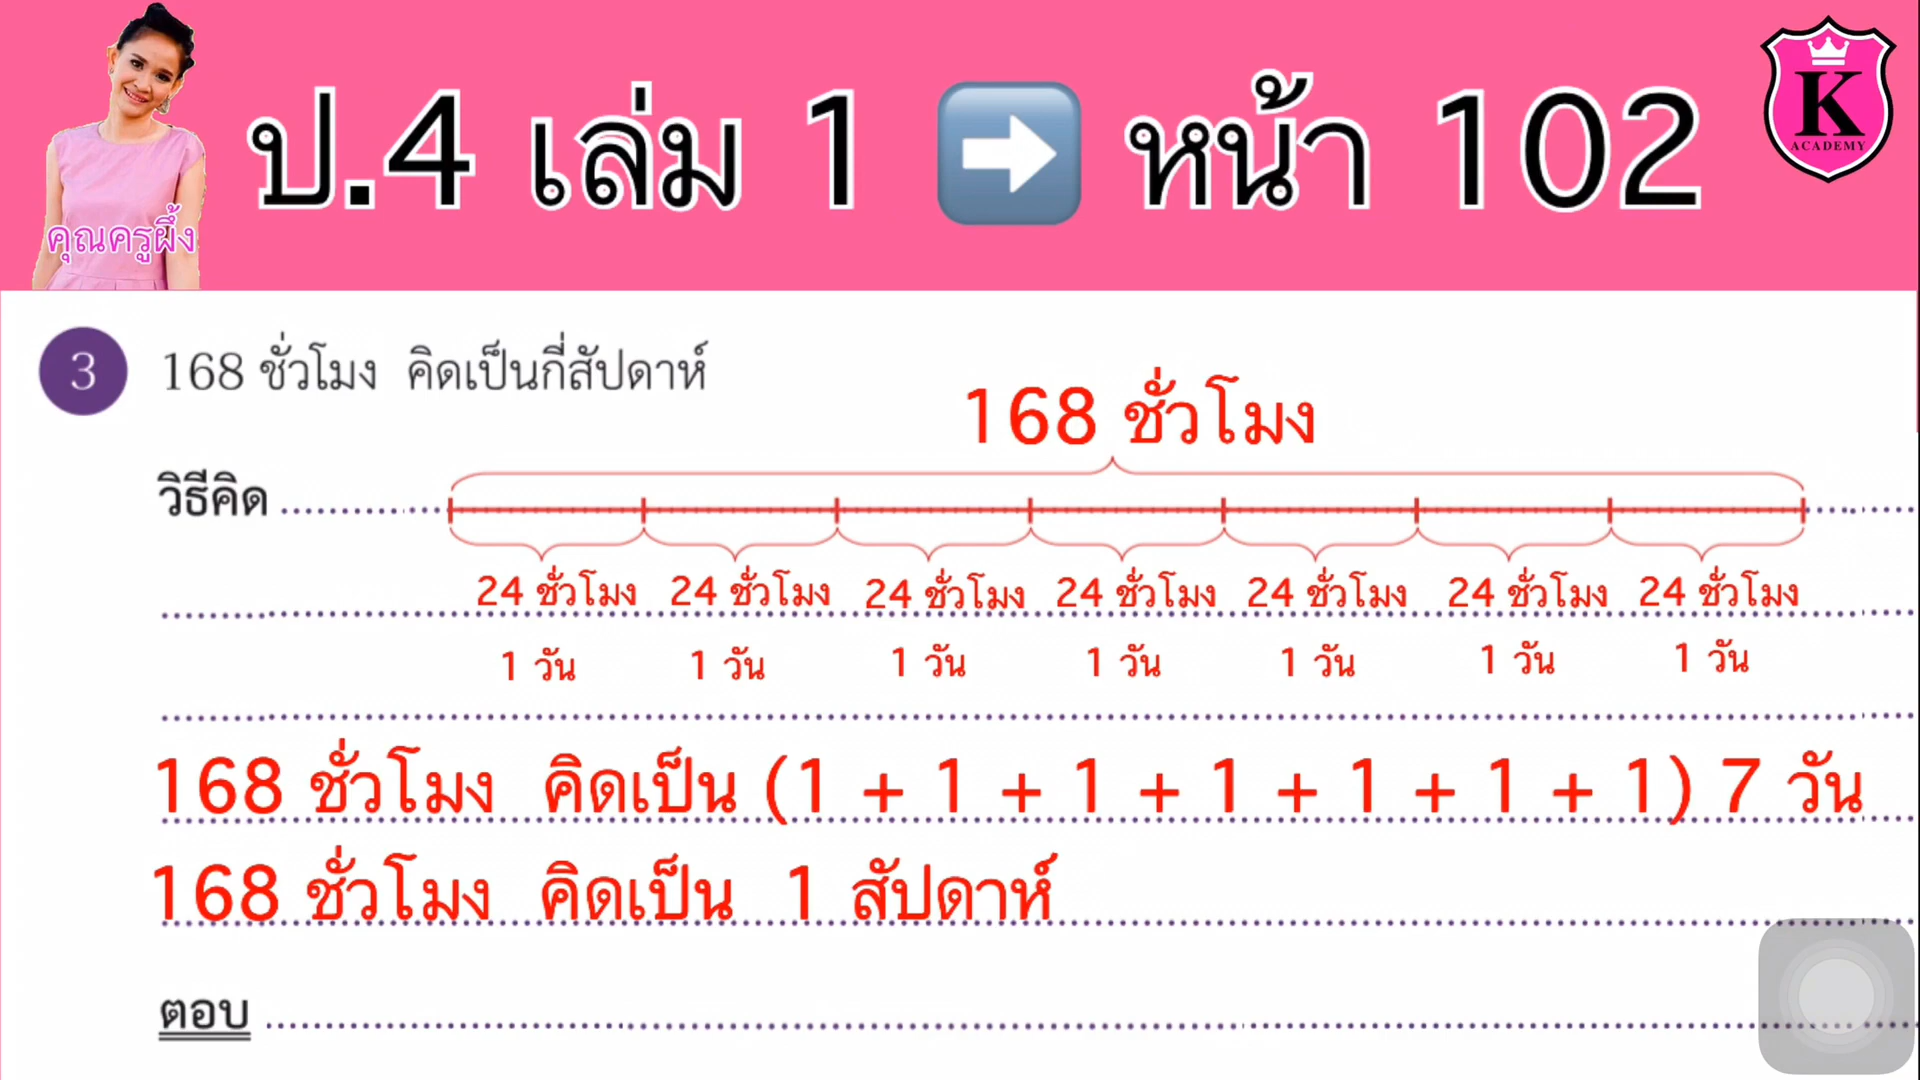 ป.4 เล่ม 1 ➡ หน้า 102
K
ACADEMY
คุณครูผึ้ง
3 168 ชั่วโมง คิดเป็นกี่สัปดาห์
168 ชั่วโมง
วิธีคิด
24 ชั่วโมง 24 ชั่วโมง 24 ชั่วโมง 24 ชั่วโมง 24 ชั่วโมง 24 ชั่วโมง 24 ชั่วโมง
1 วัน 1 วัน 1 วัน 1 วัน 1 วัน 1 วัน 1 วัน
168 ชั่วโมง คิดเป็น (1 + 1 + 1 + 1 + 1 + 1 + 1) 7 วัน
168 ชั่วโมง คิดเป็น 1 สัปดาห์
ตอบ